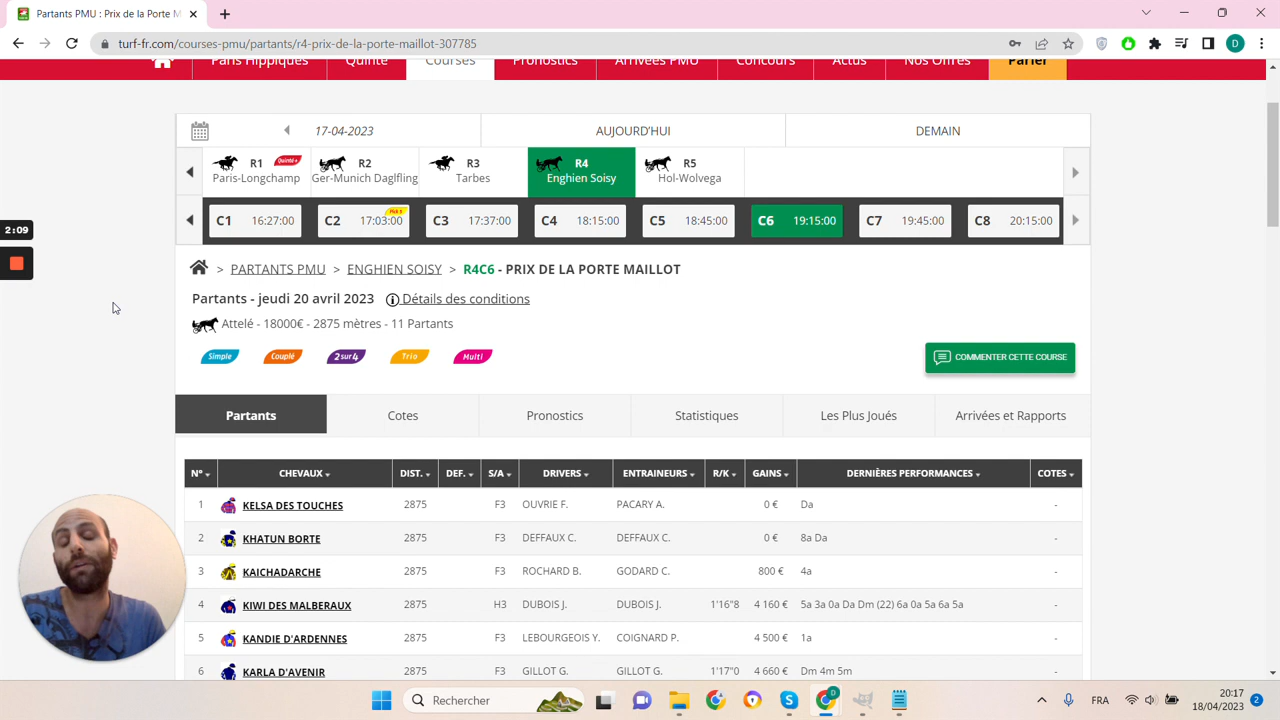 Partants PMU : Prix de la Porte M
turf-fr.com/courses-pmu/partants/r4-prix-de-la-porte-maillot-307785
D
Paris Hippiques Quinté Courses Pronostics Arrivées PMU Concours Actus Nos Offres Parier
17-04-2023 AUJOURD'HUI DEMAIN
R1 Quinté+ R2 R3 R4 R5
Paris-Longchamp Ger-Munich Daglfling Tarbes Enghien Soisy Hol-Wolvega
C1 16:27:00 C2 17:03:00 C3 17:37:00 C4 18:15:00 C5 18:45:00 C6 19:15:00 C7 19:45:00 C8 20:15:00
2:09
> PARTANTS PMU > ENGHIEN SOISY > R4C6 - PRIX DE LA PORTE MAILLOT
Partants - jeudi 20 avril 2023 Détails des conditions
Attelé - 18000€ - 2875 mètres - 11 Partants
Simple Couplé 2sur4 Trio Multi COMMENTER CETTE COURSE
Partants Cotes Pronostics Statistiques Les Plus Joués Arrivées et Rapports
N° CHEVAUX DIST. DEF. S/A DRIVERS ENTRAINEURS R/K GAINS DERNIÈRES PERFORMANCES COTES
1 KELSA DES TOUCHES 2875 F3 OUVRIE F. PACARY A. 0 € Da -
2 KHATUN BORTE 2875 F3 DEFFAUX C. DEFFAUX C. 0 € 8a Da -
3 KAICHADARCHE 2875 F3 ROCHARD B. GODARD C. 800 € 4a -
4 KIWI DES MALBERAUX 2875 H3 DUBOIS J. DUBOIS J. 1'16"8 4 160 € 5a 3a 0a Da Dm (22) 6a 0a 5a 6a 5a -
5 KANDIE D'ARDENNES 2875 F3 LEBOURGEOIS Y. COIGNARD P. 4 500 € 1a -
6 KARLA D'AVENIR 2875 F3 GILLOT G. GILLOT G. 1'17"0 4 660 € Dm 4m 5m -
Rechercher
FRA
20:17
18/04/2023
2